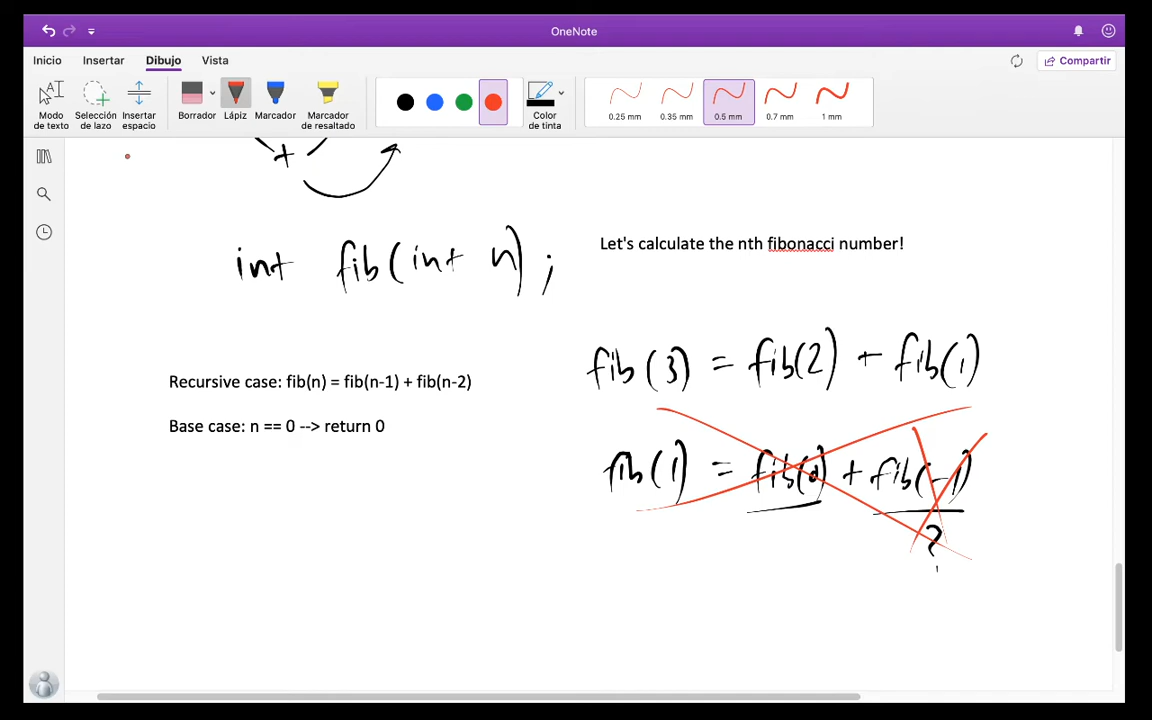 OneNote
Inicio Insertar Dibujo Vista
Compartir
Modo de texto
Selección de lazo
Insertar espacio
Borrador
Lápiz
Marcador
Marcador de resaltado
Color de tinta
0.25 mm
0.35 mm
0.5 mm
0.7 mm
1 mm
+
int fib(int n);
Let's calculate the nth fibonacci number!
fib(3) = fib(2) + fib(1)
Recursive case: fib(n) = fib(n-1) + fib(n-2)
Base case: n == 0 --> return 0
fib(1) = fib(0) + fib(-1)
?